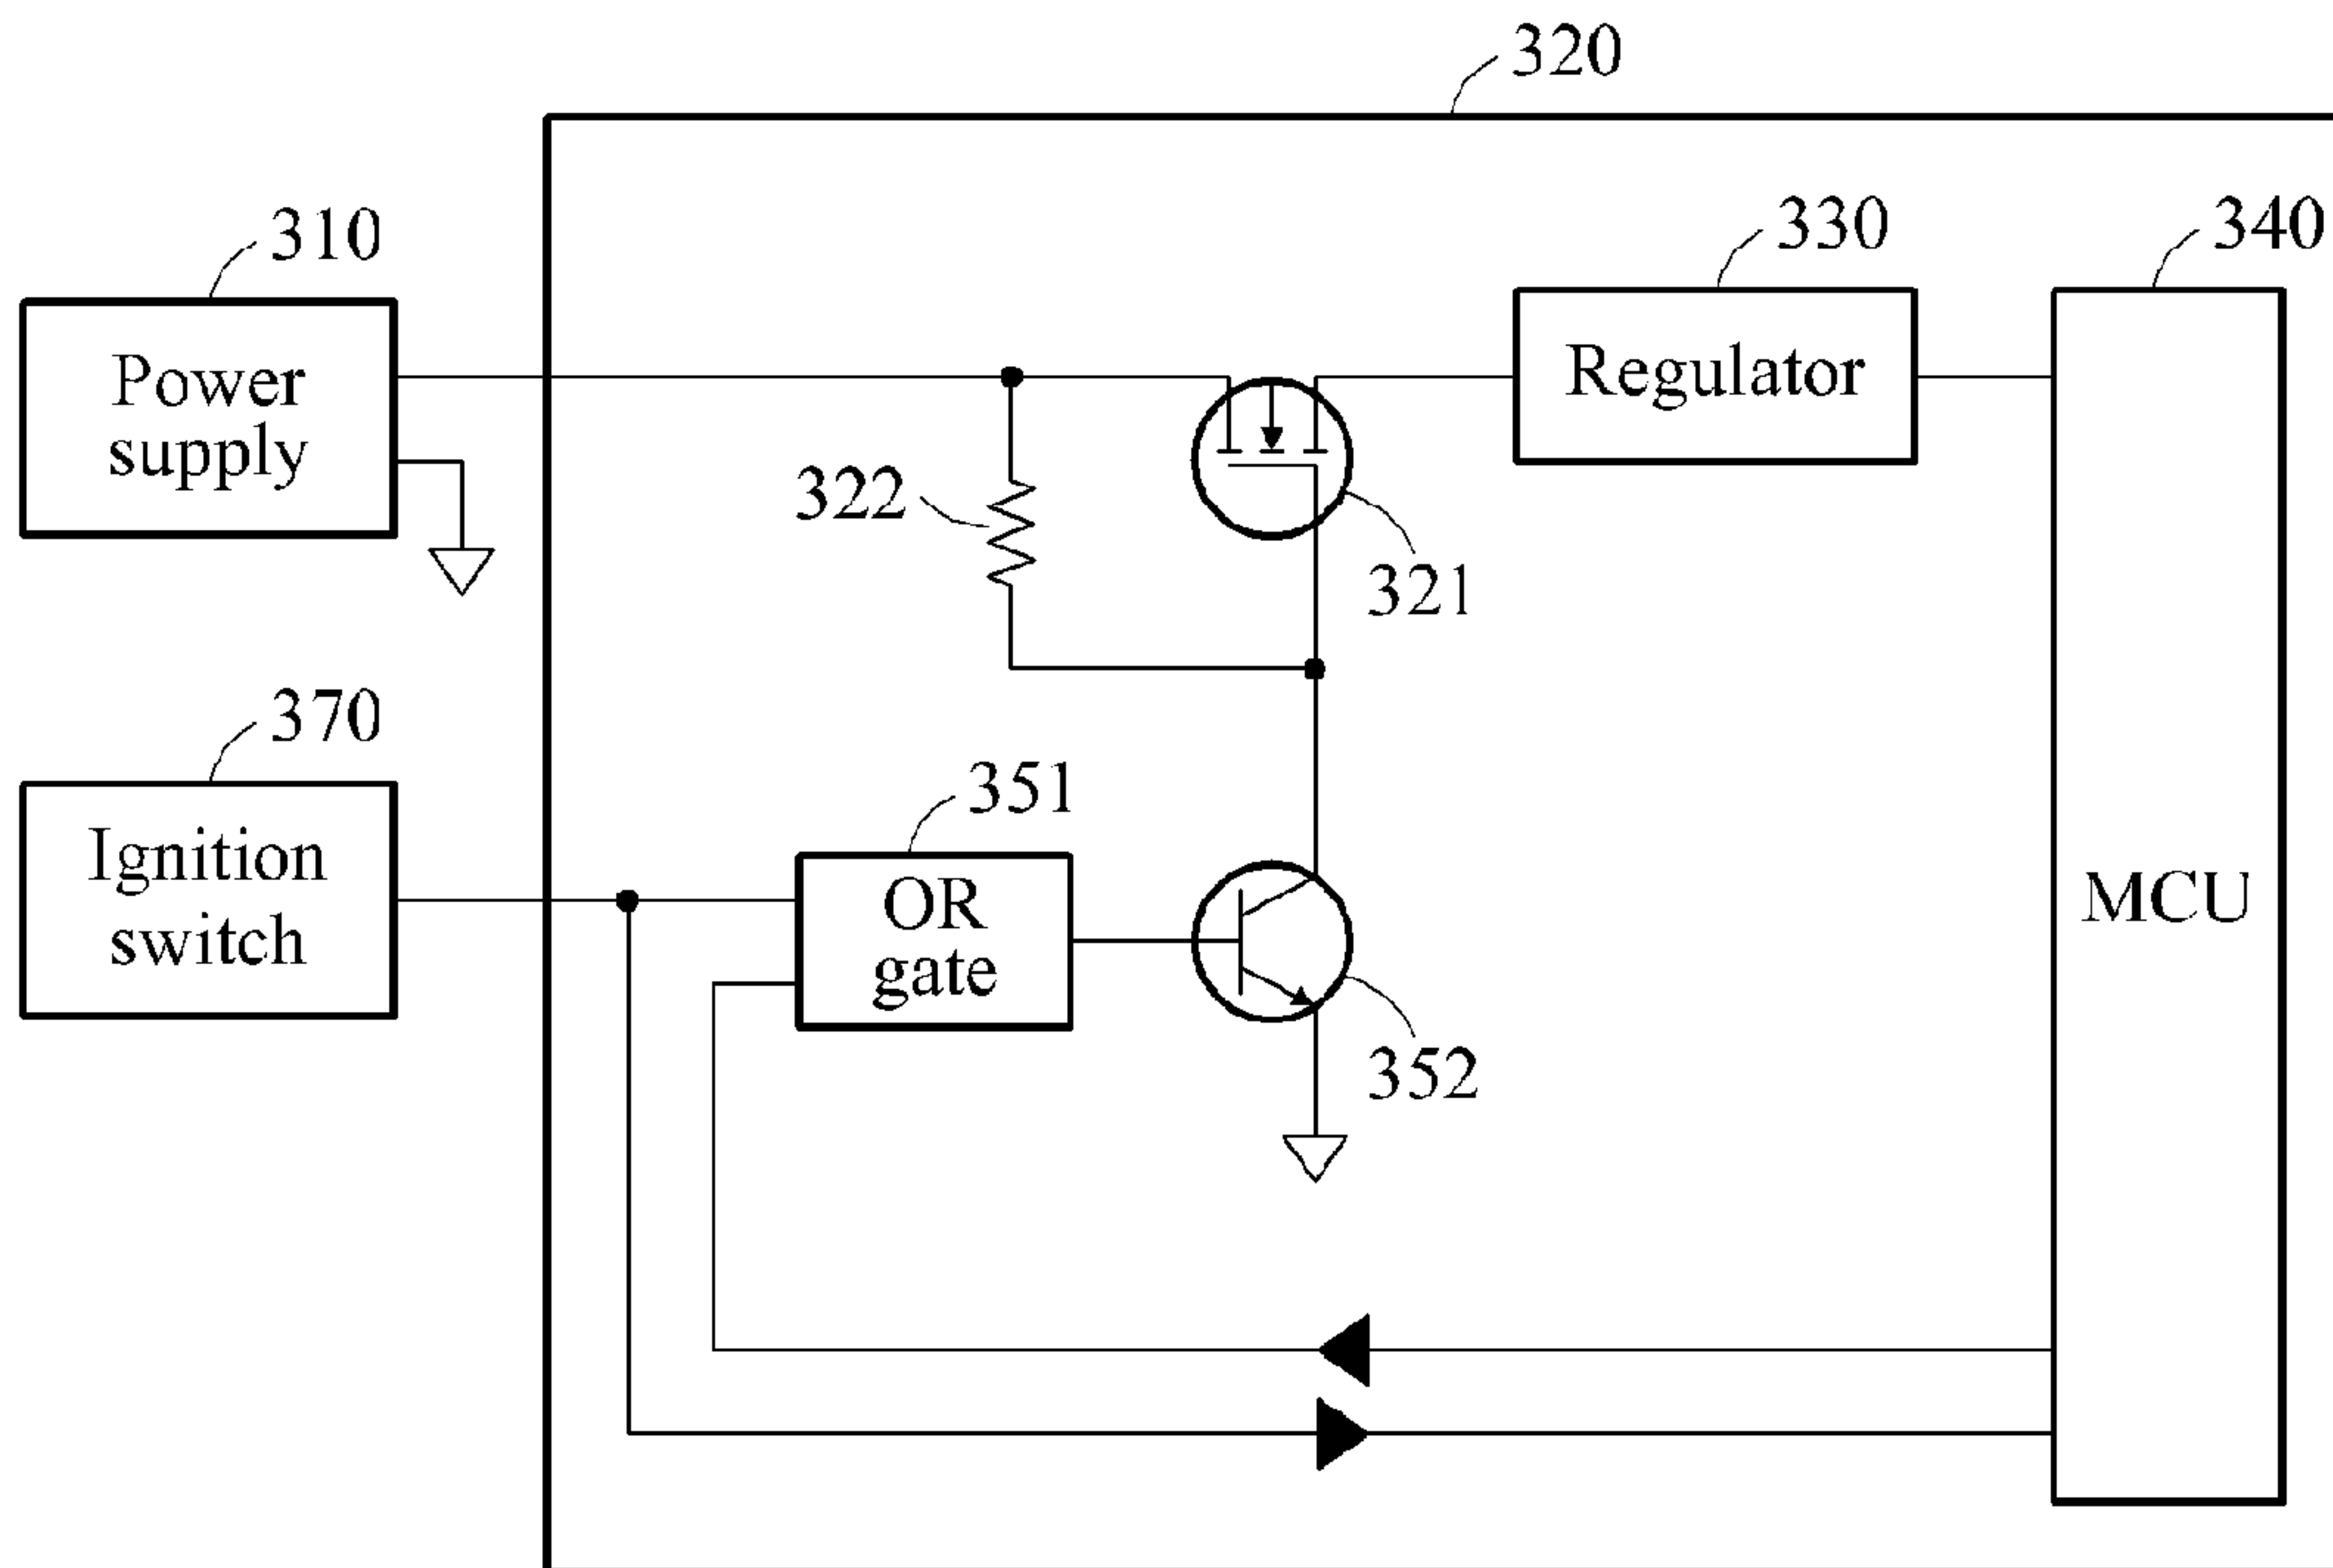 320
310
330
340
Power
supply
Regulator
322
321
370
351
Ignition
switch
OR
gate
MCU
352